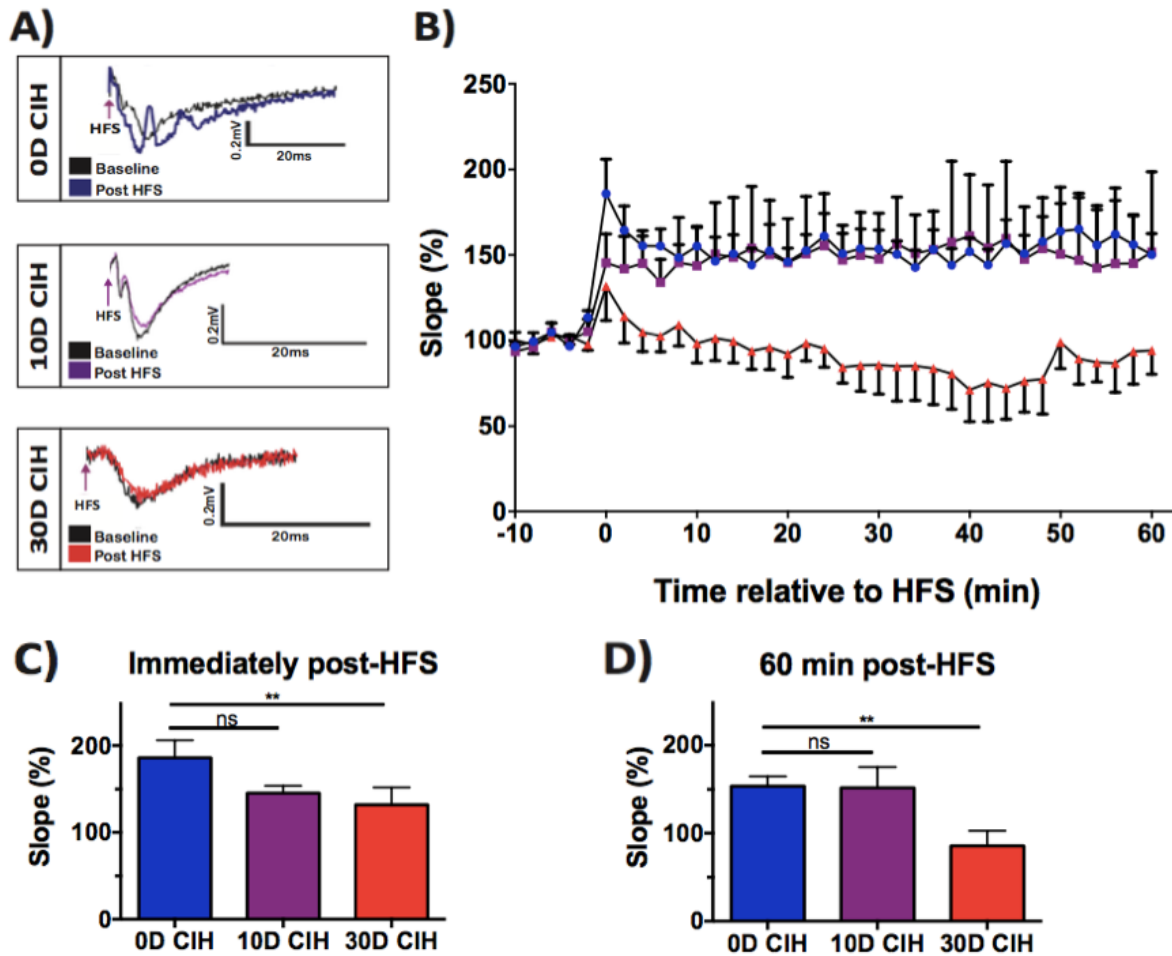 A)
0D CIH
HFS
0.2mV
20ms
Baseline
Post HFS
10D CIH
HFS
0.2mV
20ms
Baseline
Post HFS
30D CIH
HFS
0.2mV
20ms
Baseline
Post HFS
B)
Slope (%)
250
200
150
100
50
0
-10 0 10 20 30 40 50 60
Time relative to HFS (min)
C) Immediately post-HFS
**
ns
Slope (%)
200
100
0
0D CIH 10D CIH 30D CIH
D) 60 min post-HFS
**
ns
Slope (%)
200
100
0
0D CIH 10D CIH 30D CIH